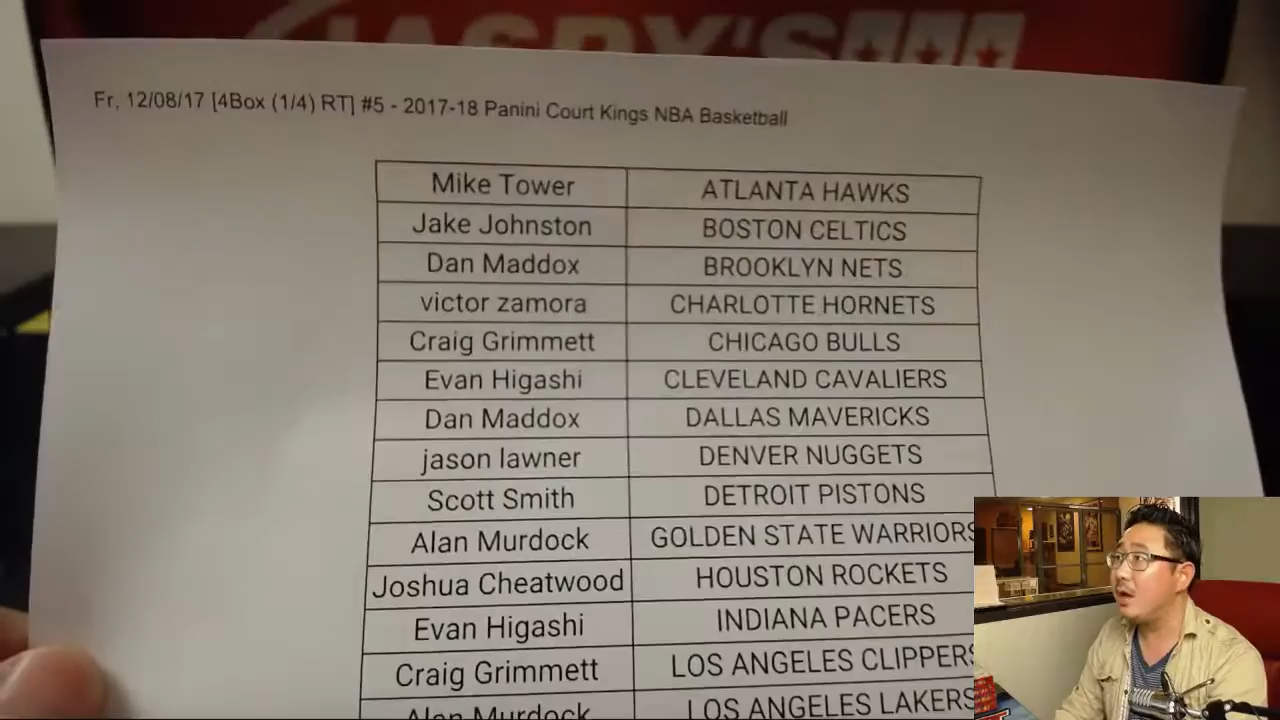 JASPY'S
Fr, 12/08/17 [4Box (1/4) RT] #5 - 2017-18 Panini Court Kings NBA Basketball
Mike Tower ATLANTA HAWKS
Jake Johnston BOSTON CELTICS
Dan Maddox BROOKLYN NETS
victor zamora CHARLOTTE HORNETS
Craig Grimmett CHICAGO BULLS
Evan Higashi CLEVELAND CAVALIERS
Dan Maddox DALLAS MAVERICKS
jason lawner DENVER NUGGETS
Scott Smith DETROIT PISTONS
Alan Murdock GOLDEN STATE WARRIORS
Joshua Cheatwood HOUSTON ROCKETS
Evan Higashi INDIANA PACERS
Craig Grimmett LOS ANGELES CLIPPERS
Alan Murdock LOS ANGELES LAKERS